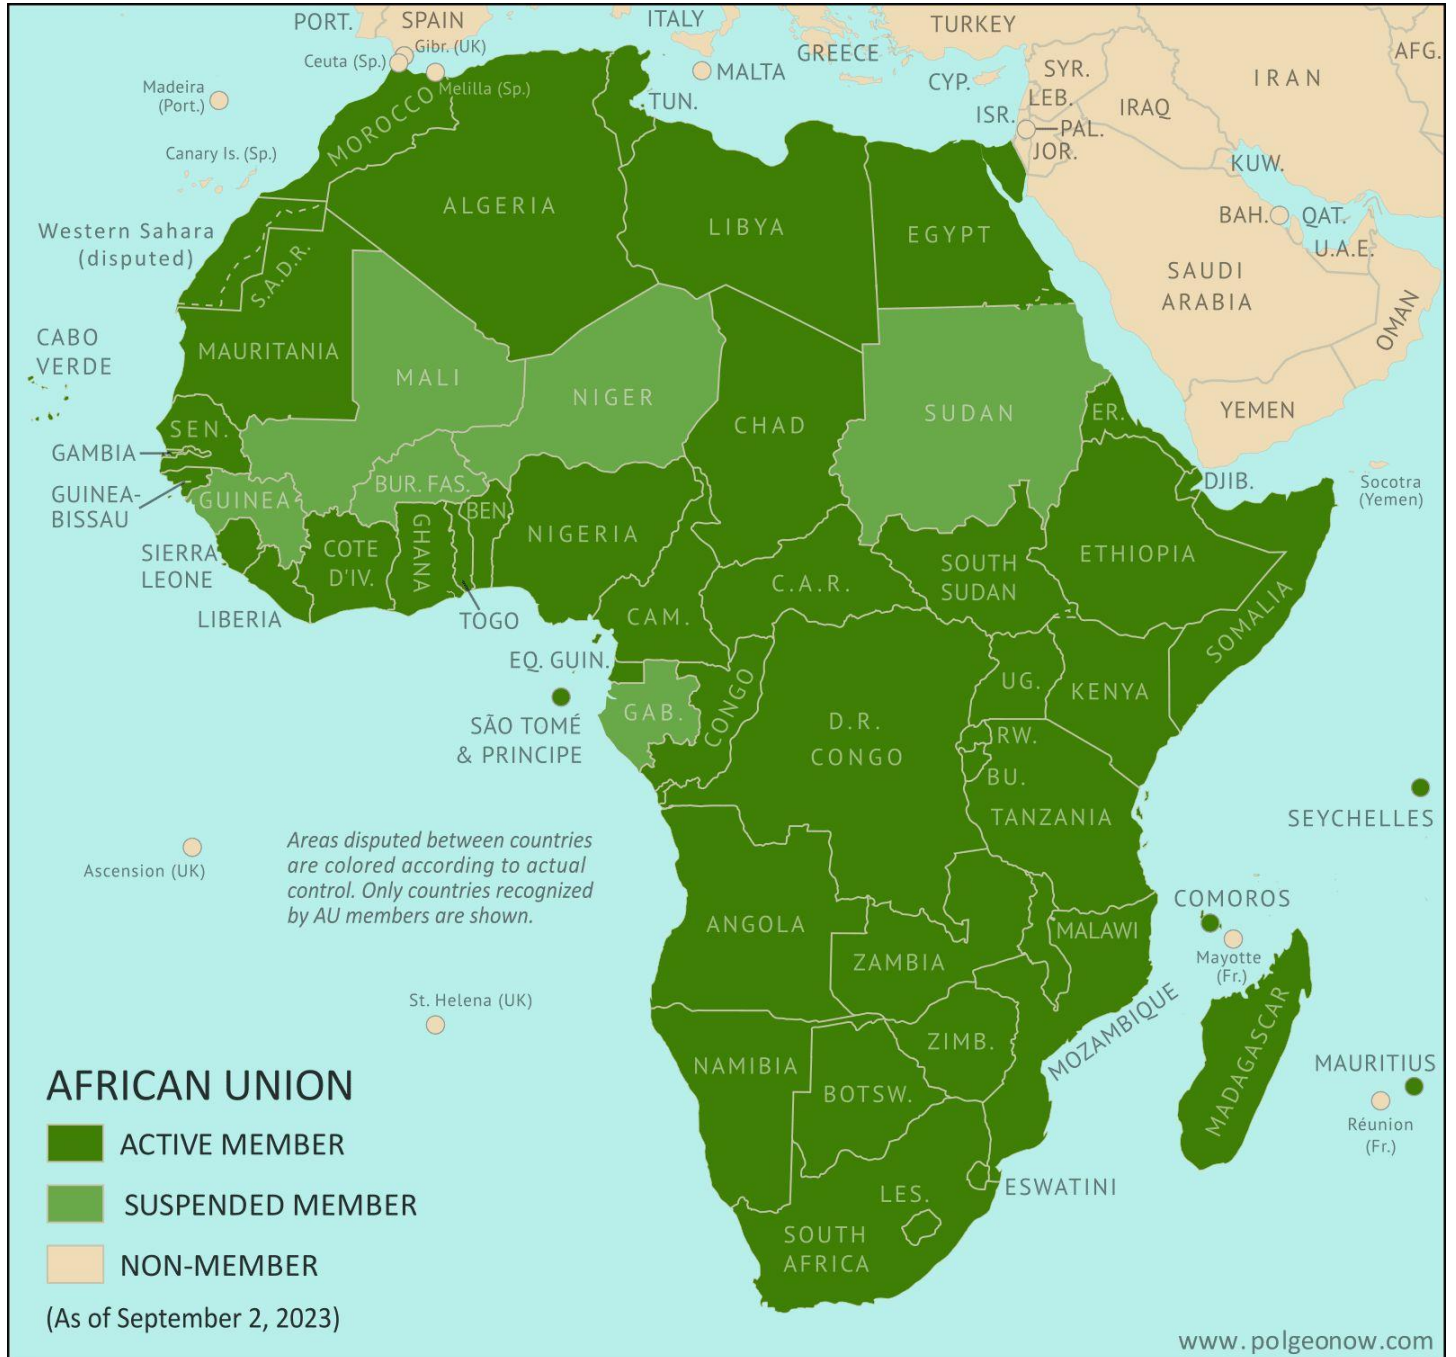 PORT.
SPAIN
ITALY
TURKEY
GREECE
Gibr. (UK)
Ceuta (Sp.)
Melilla (Sp.)
MALTA
CYP.
SYR.
LEB.
ISR.
PAL.
JOR.
IRAQ
IRAN
AFG.
Madeira
(Port.)
Canary Is. (Sp.)
MOROCCO
TUN.
KUW.
BAH.
QAT.
U.A.E.
ALGERIA
LIBYA
EGYPT
SAUDI
ARABIA
OMAN
YEMEN
Western Sahara
(disputed)
S.A.D.R.
CABO
VERDE
MAURITANIA
MALI
NIGER
CHAD
SUDAN
ER.
DJIB.
Socotra
(Yemen)
SEN.
GAMBIA
GUINEA-
BISSAU
GUINEA
BUR. FAS.
BEN.
SIERRA
LEONE
LIBERIA
COTE
D'IV.
GHANA
TOGO
NIGERIA
CAM.
C.A.R.
SOUTH
SUDAN
ETHIOPIA
SOMALIA
EQ. GUIN.
SÃO TOMÉ
& PRINCIPE
GAB.
CONGO
D.R.
CONGO
UG.
KENYA
RW.
BU.
TANZANIA
SEYCHELLES
Ascension (UK)
Areas disputed between countries
are colored according to actual
control. Only countries recognized
by AU members are shown.
ANGOLA
ZAMBIA
MALAWI
COMOROS
Mayotte
(Fr.)
St. Helena (UK)
MOZAMBIQUE
MADAGASCAR
NAMIBIA
ZIMB.
BOTSW.
MAURITIUS
Réunion
(Fr.)
LES.
ESWATINI
SOUTH
AFRICA
AFRICAN UNION
ACTIVE MEMBER
SUSPENDED MEMBER
NON-MEMBER
(As of September 2, 2023)
www.polgeonow.com